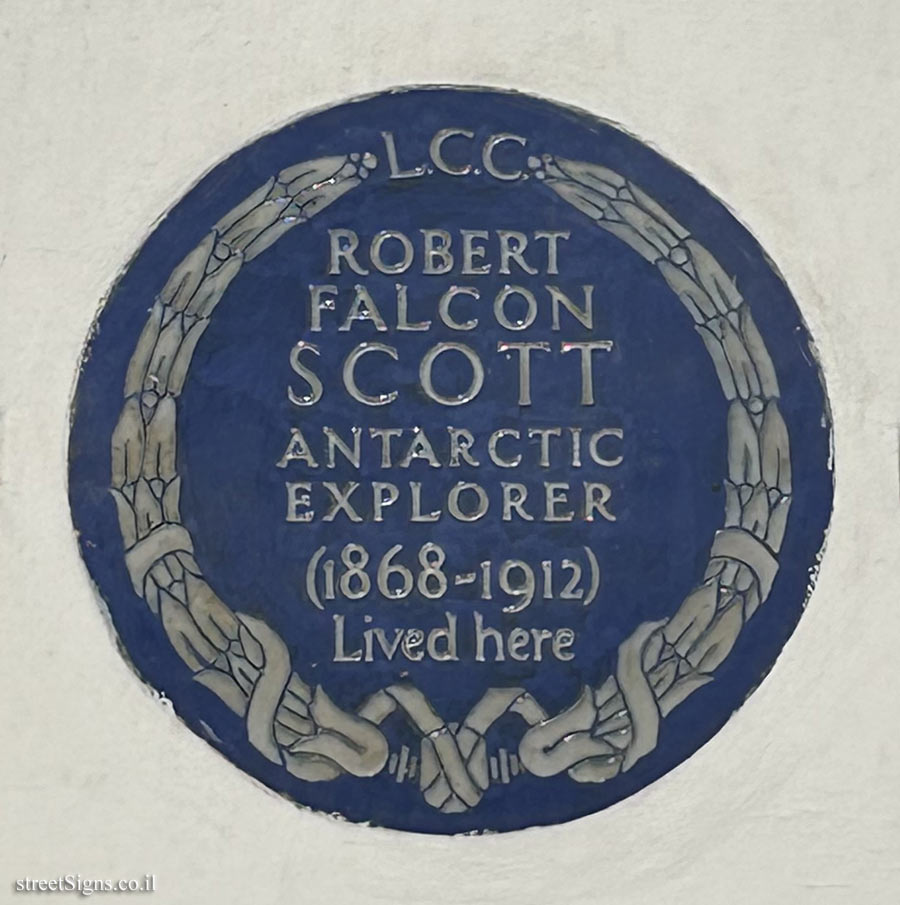 L.C.C.
ROBERT
FALCON
SCOTT
ANTARCTIC
EXPLORER
(1868-1912)
Lived here
streetSigns.co.il